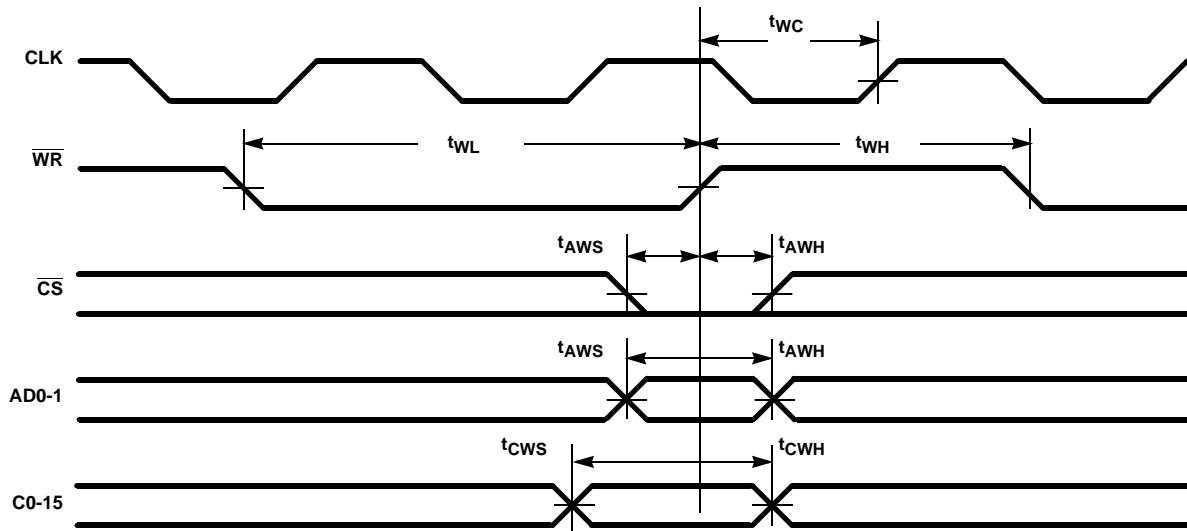 CLK
tWC
WR
tWL
tWH
CS
tAWS
tAWH
AD0-1
tAWS
tAWH
C0-15
tCWS
tCWH